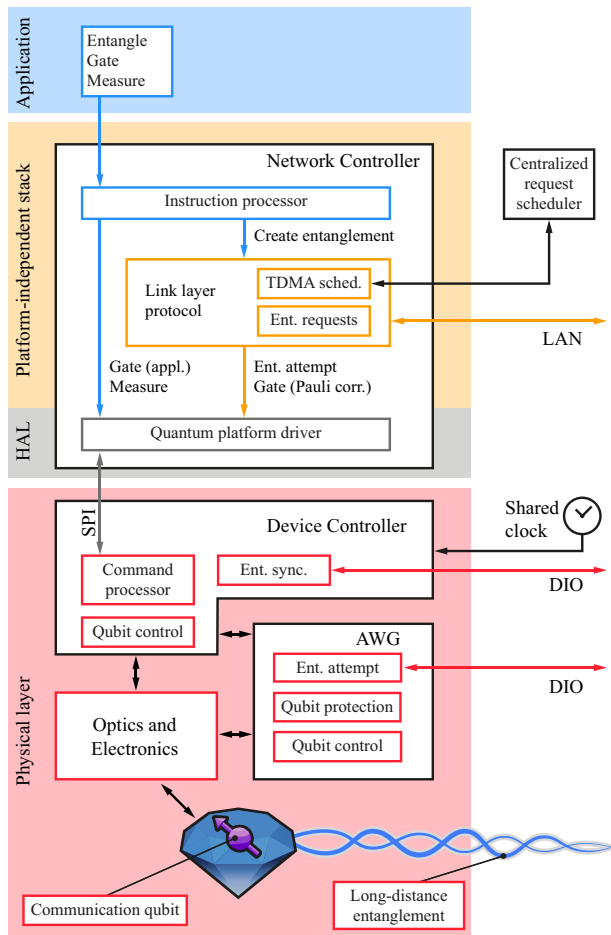 Application
Entangle
Gate
Measure
Platform-independent stack
Network Controller
Centralized
request
scheduler
Instruction processor
Create entanglement
Link layer
protocol
TDMA sched.
Ent. requests
LAN
Gate (appl.)
Measure
Ent. attempt
Gate (Pauli corr.)
HAL
Quantum platform driver
SPI
Physical layer
Device Controller
Shared
clock
Command
processor
Ent. sync.
DIO
Qubit control
AWG
Ent. attempt
DIO
Qubit protection
Qubit control
Optics and
Electronics
Communication qubit
Long-distance
entanglement